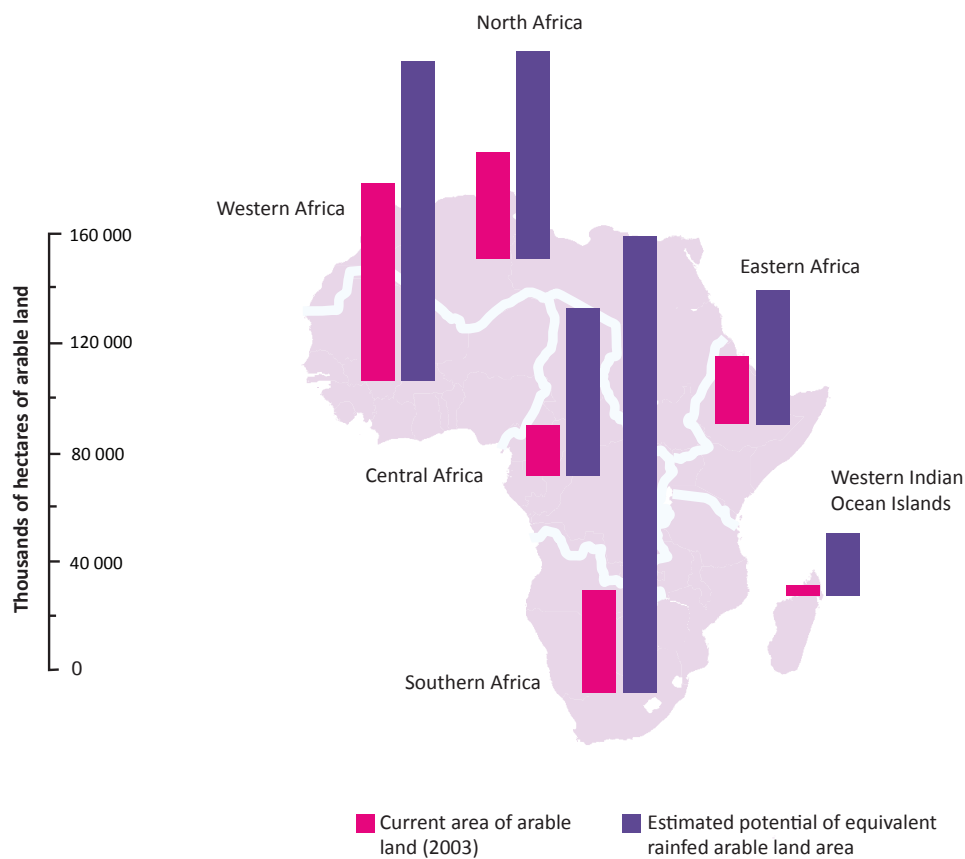 North Africa
Western Africa
160 000
Eastern Africa
120 000
80 000
Central Africa
Western Indian
Ocean Islands
40 000
0
Southern Africa
Thousands of hectares of arable land
Current area of arable
land (2003)
Estimated potential of equivalent
rainfed arable land area